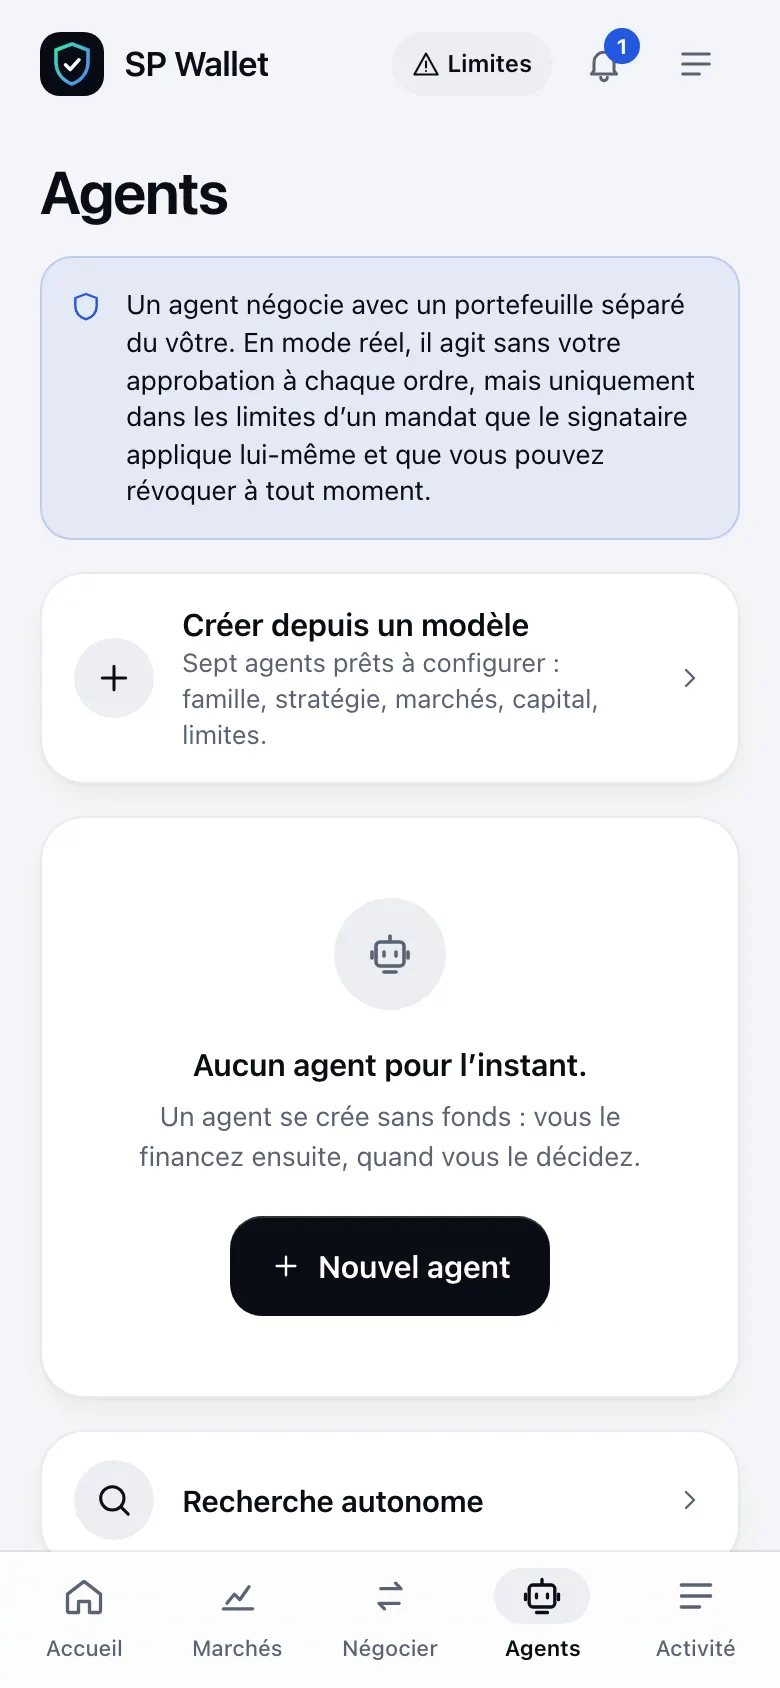 SP Wallet
Limites
1
Agents
Un agent négocie avec un portefeuille séparé
du vôtre. En mode réel, il agit sans votre
approbation à chaque ordre, mais uniquement
dans les limites d’un mandat que le signataire
applique lui-même et que vous pouvez
révoquer à tout moment.
Créer depuis un modèle
Sept agents prêts à configurer :
famille, stratégie, marchés, capital,
limites.
Aucun agent pour l’instant.
Un agent se crée sans fonds : vous le
financez ensuite, quand vous le décidez.
Nouvel agent
Recherche autonome
Accueil
Marchés
Négocier
Agents
Activité